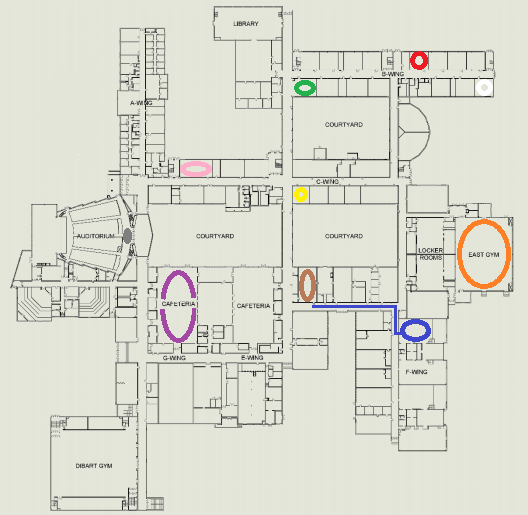 LIBRARY
B-WING
A-WING
COURTYARD
C-WING
AUDITORIUM
COURTYARD
COURTYARD
LOCKER
ROOMS
EAST GYM
CAFETERIA
CAFETERIA
G-WING
E-WING
F-WING
DIBART GYM